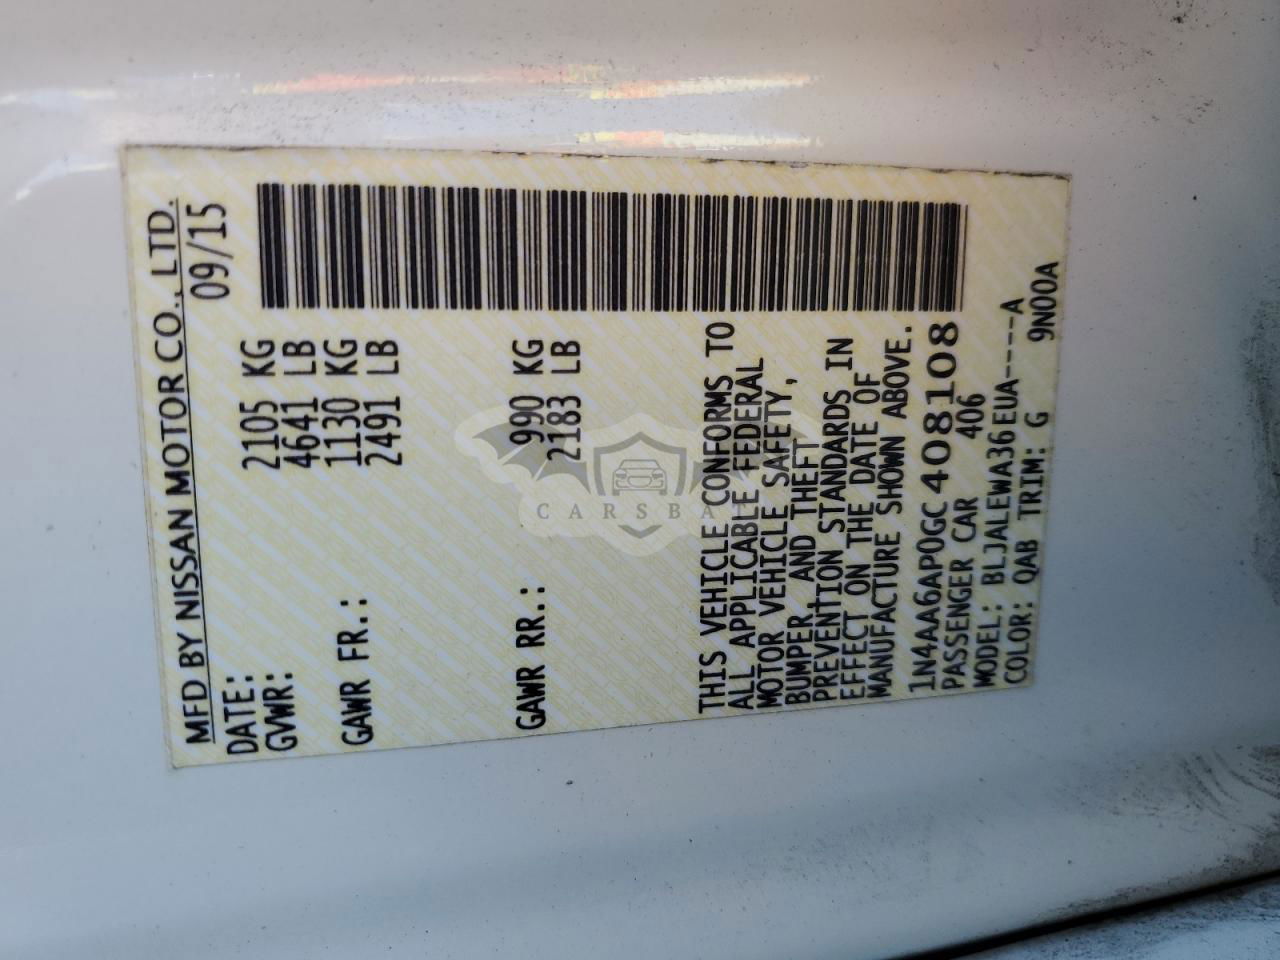 MFD BY NISSAN MOTOR CO., LTD.
DATE: 09/15
GVWR: 2105 KG
4641 LB
GAWR FR.: 1130 KG
2491 LB
GAWR RR.: 990 KG
2183 LB
THIS VEHICLE CONFORMS TO
ALL APPLICABLE FEDERAL
MOTOR VEHICLE SAFETY,
BUMPER, AND THEFT
PREVENTION STANDARDS IN
EFFECT ON THE DATE OF
MANUFACTURE SHOWN ABOVE.
1N4AA6AP0GC408108
PASSENGER CAR 406
MODEL: BLJALEWA36EUA----A
COLOR: QAB TRIM: G 9N00A
CARSBAT